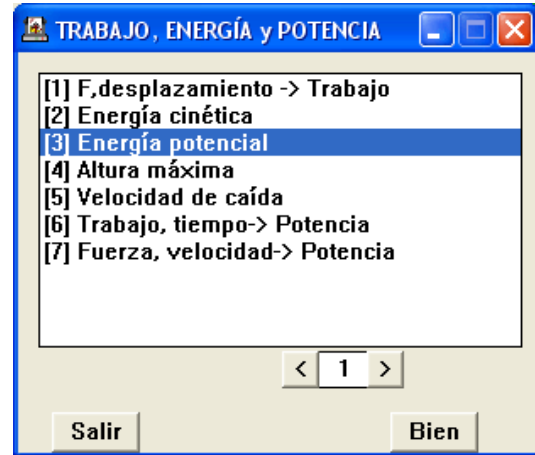 TRABAJO, ENERGÍA y POTENCIA
[1] F,desplazamiento -> Trabajo
[2] Energía cinética
[3] Energía potencial
[4] Altura máxima
[5] Velocidad de caída
[6] Trabajo, tiempo-> Potencia
[7] Fuerza, velocidad-> Potencia
< 1 >
Salir Bien